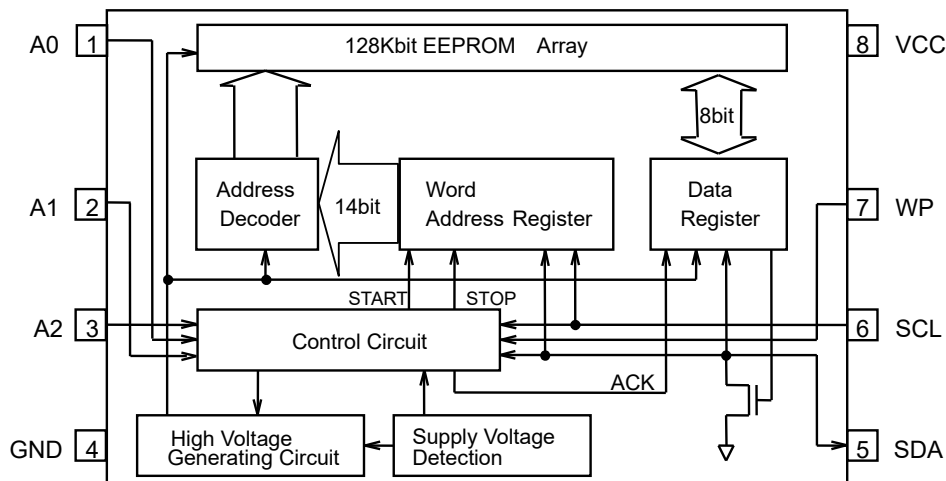 A0 1
128Kbit EEPROM Array
8 VCC
8bit
A1 2
Address
Decoder
14bit
Word
Address Register
Data
Register
7 WP
START
STOP
A2 3
Control Circuit
6 SCL
ACK
GND 4
High Voltage
Generating Circuit
Supply Voltage
Detection
5 SDA